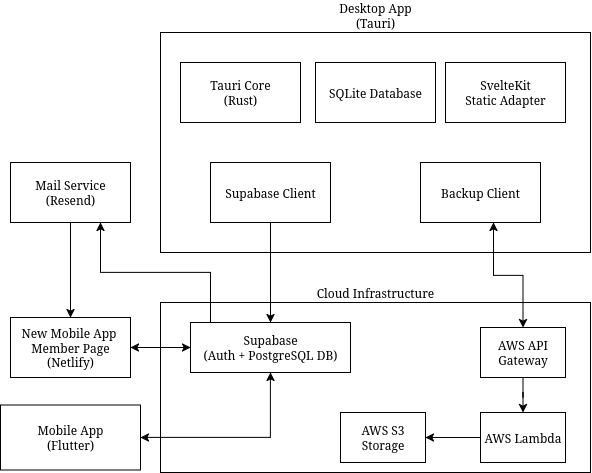 Desktop App
(Tauri)
Tauri Core
(Rust)
SQLite Database
SvelteKit
Static Adapter
Mail Service
(Resend)
Supabase Client
Backup Client
Cloud Infrastructure
New Mobile App
Member Page
(Netlify)
Supabase
(Auth + PostgreSQL DB)
AWS API
Gateway
Mobile App
(Flutter)
AWS S3
Storage
AWS Lambda